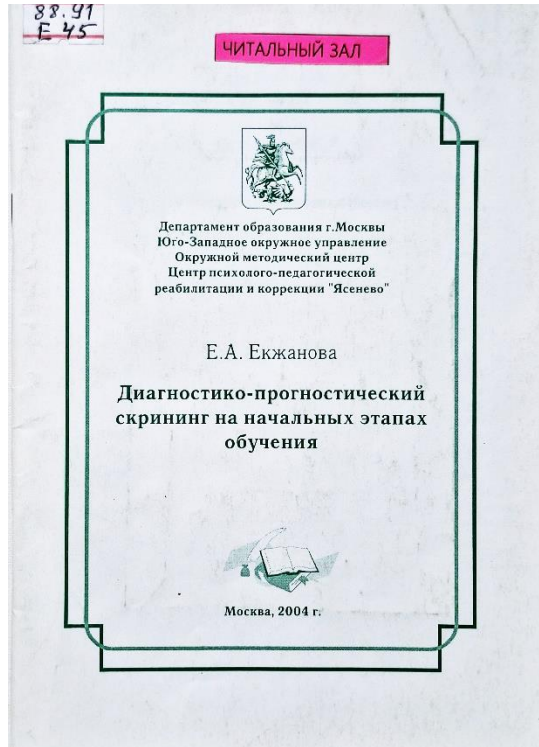 88.91
Е 45
ЧИТАЛЬНЫЙ ЗАЛ
Департамент образования г.Москвы
Юго-Западное окружное управление
Окружной методический центр
Центр психолого-педагогической
реабилитации и коррекции "Ясенево"
Е.А. Екжанова
Диагностико-прогностический
скрининг на начальных этапах
обучения
Москва, 2004 г.